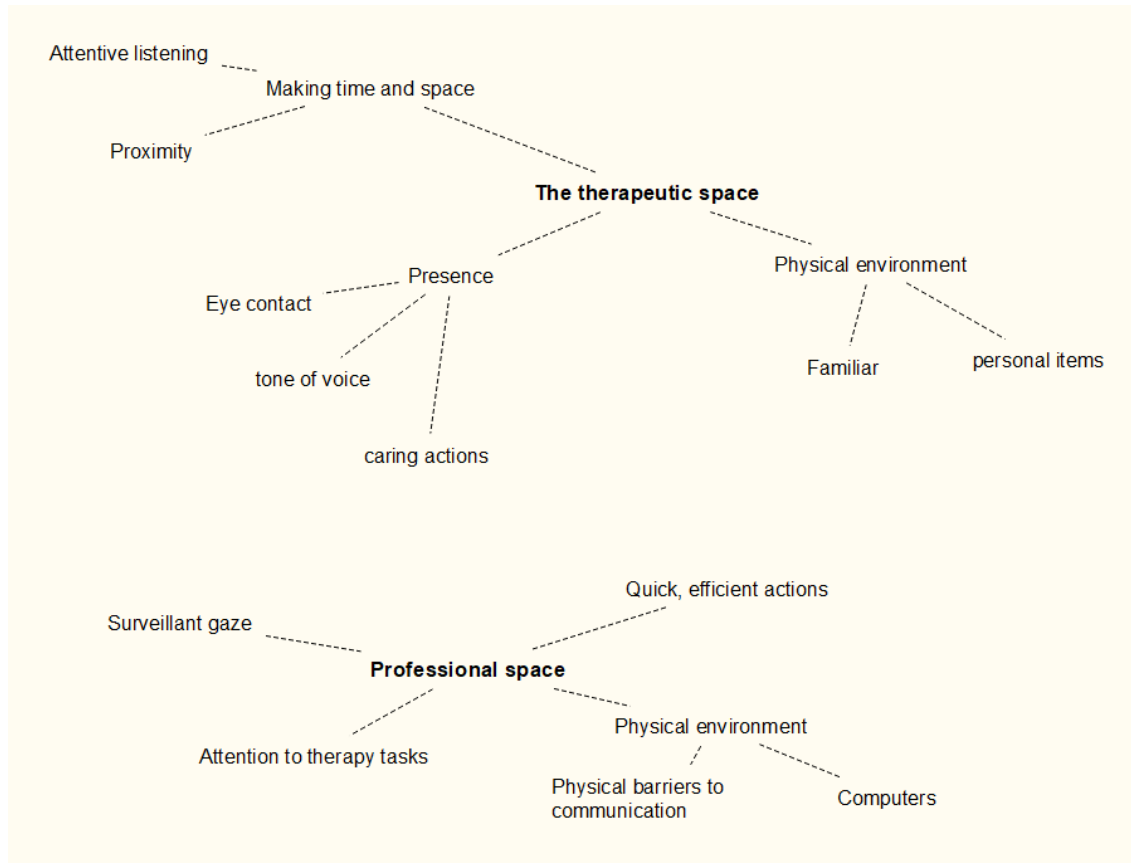 Attentive listening
Making time and space
Proximity
The therapeutic space
Physical environment
Presence
Eye contact
Familiar
personal items
tone of voice
caring actions
Quick, efficient actions
Surveillant gaze
Professional space
Physical environment
Attention to therapy tasks
Physical barriers to
communication
Computers